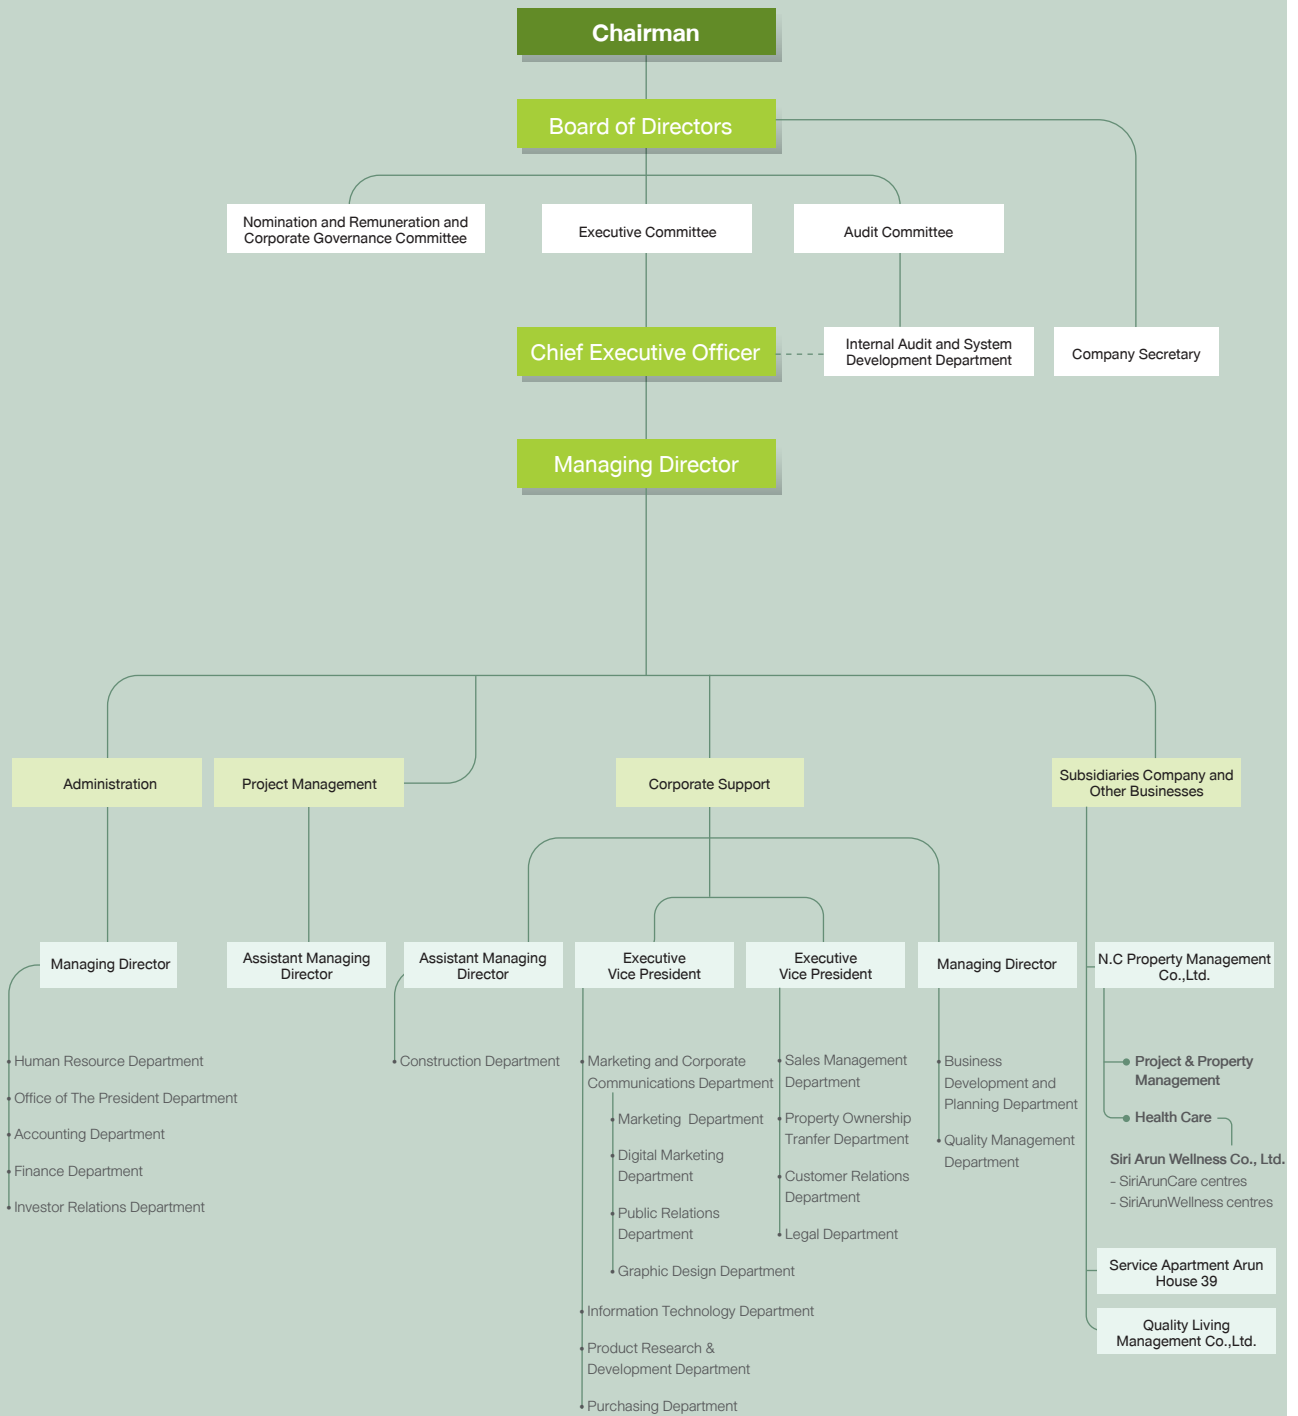 Chairman
Board of Directors
Nomination and Remuneration and
Corporate Governance Committee
Executive Committee
Audit Committee
Chief Executive Officer
Internal Audit and System
Development Department
Company Secretary
Managing Director
Administration
Project Management
Corporate Support
Subsidiaries Company and
Other Businesses
Managing Director
Assistant Managing
Director
Assistant Managing
Director
Executive
Vice President
Executive
Vice President
Managing Director
N.C Property Management
Co.,Ltd.
Human Resource Department
Office of The President Department
Accounting Department
Finance Department
Investor Relations Department
Construction Department
Marketing and Corporate
Communications Department
Marketing Department
Digital Marketing
Department
Public Relations
Department
Graphic Design Department
Information Technology Department
Product Research &
Development Department
Purchasing Department
Sales Management
Department
Property Ownership
Tranfer Department
Customer Relations
Department
Legal Department
Business
Development and
Planning Department
Quality Management
Department
Project & Property
Management
Health Care
Siri Arun Wellness Co., Ltd.
- SiriArunCare centres
- SiriArunWellness centres
Service Apartment Arun
House 39
Quality Living
Management Co.,Ltd.